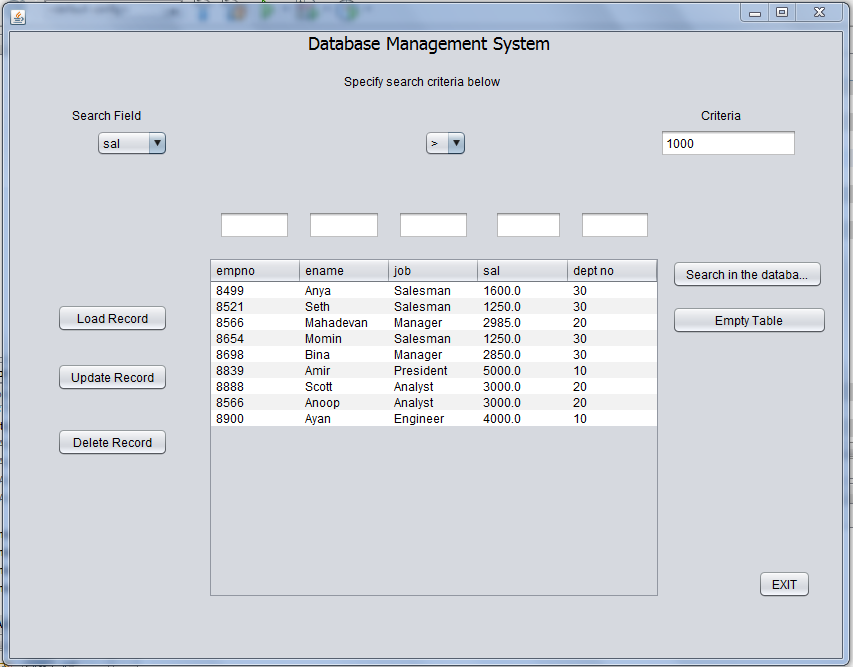 Database Management System
Specify search criteria below
Search Field Criteria
sal > 1000
empno ename job sal dept no
8499 Anya Salesman 1600.0 30
8521 Seth Salesman 1250.0 30
8566 Mahadevan Manager 2985.0 20
8654 Momin Salesman 1250.0 30
8698 Bina Manager 2850.0 30
8839 Amir President 5000.0 10
8888 Scott Analyst 3000.0 20
8566 Anoop Analyst 3000.0 20
8900 Ayan Engineer 4000.0 10
Search in the databa...
Empty Table
Load Record
Update Record
Delete Record
EXIT